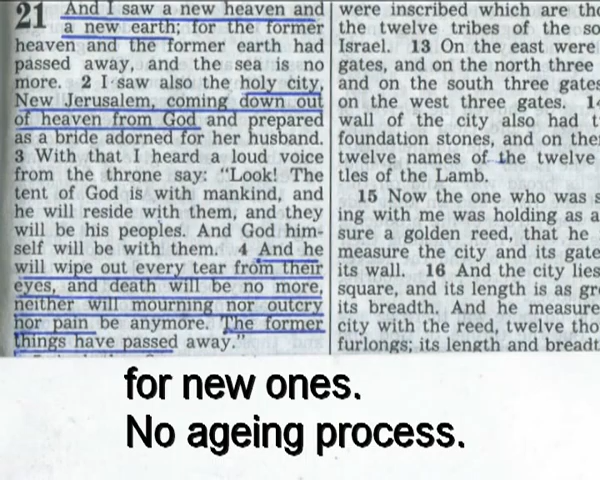 21 And I saw a new heaven and
a new earth; for the former
heaven and the former earth had
passed away, and the sea is no
more. 2 I saw also the holy city,
New Jerusalem, coming down out
of heaven from God and prepared
as a bride adorned for her husband.
3 With that I heard a loud voice
from the throne say: “Look! The
tent of God is with mankind, and
he will reside with them, and they
will be his peoples. And God him-
self will be with them. 4 And he
will wipe out every tear from their
eyes, and death will be no more,
neither will mourning nor outcry
nor pain be anymore. The former
things have passed away.”
were inscribed which are
the twelve tribes of the
Israel. 13 On the east were
gates, and on the north three
and on the south three gates
on the west three gates.
wall of the city also had
foundation stones, and on
twelve names of the twelve
tles of the Lamb.
15 Now the one who was
ing with me was holding as a
sure a golden reed, that he
measure the city and its
its wall. 16 And the city lies
square, and its length is as
its breadth. And he
city with the reed, twelve
furlongs; its length and
for new ones.
No ageing process.